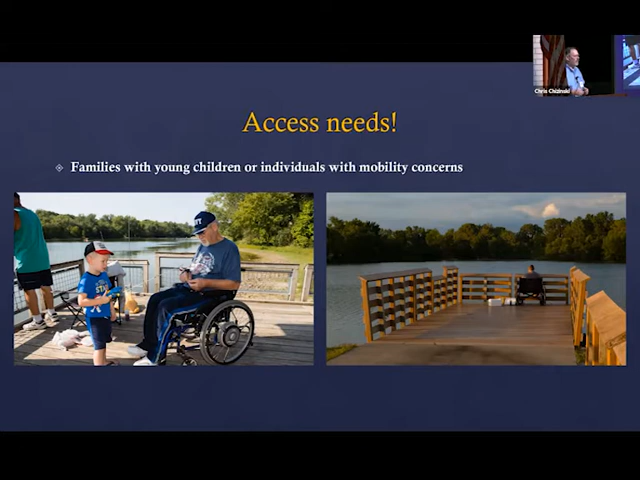 Chris Chizinski
Access needs!
Families with young children or individuals with mobility concerns